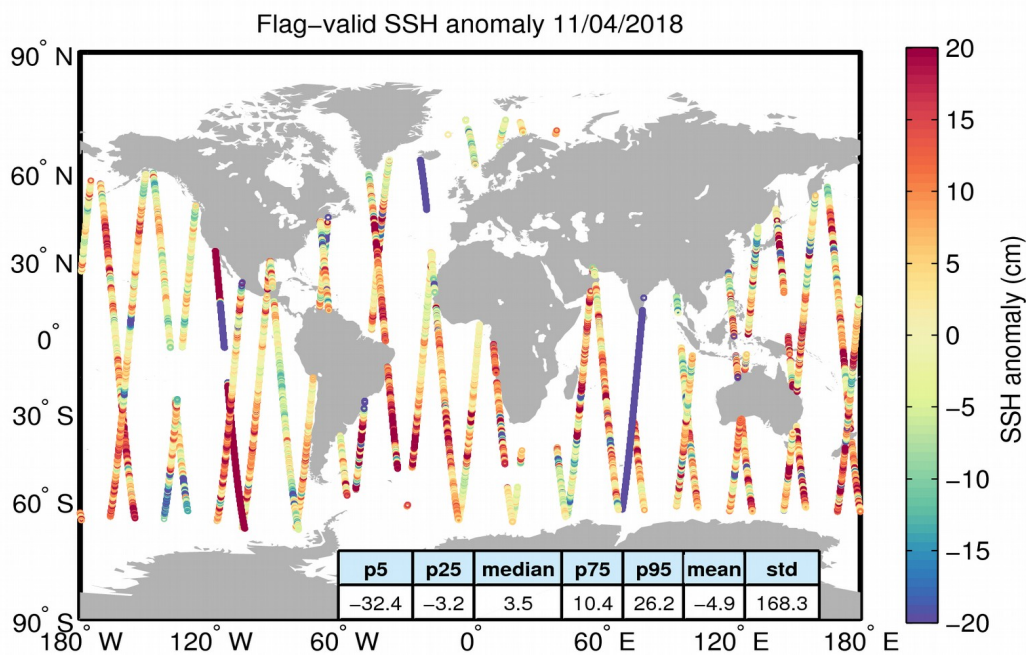 Flag−valid SSH anomaly 11/04/2018
90° N
60° N
30° N
0°
30° S
60° S
90° S
180° W
120° W
60° W
0°
60° E
120° E
180° E
p5 p25 median p75 p95 mean std
−32.4 −3.2 3.5 10.4 26.2 −4.9 168.3
20
15
10
5
0
−5
−10
−15
−20
SSH anomaly (cm)